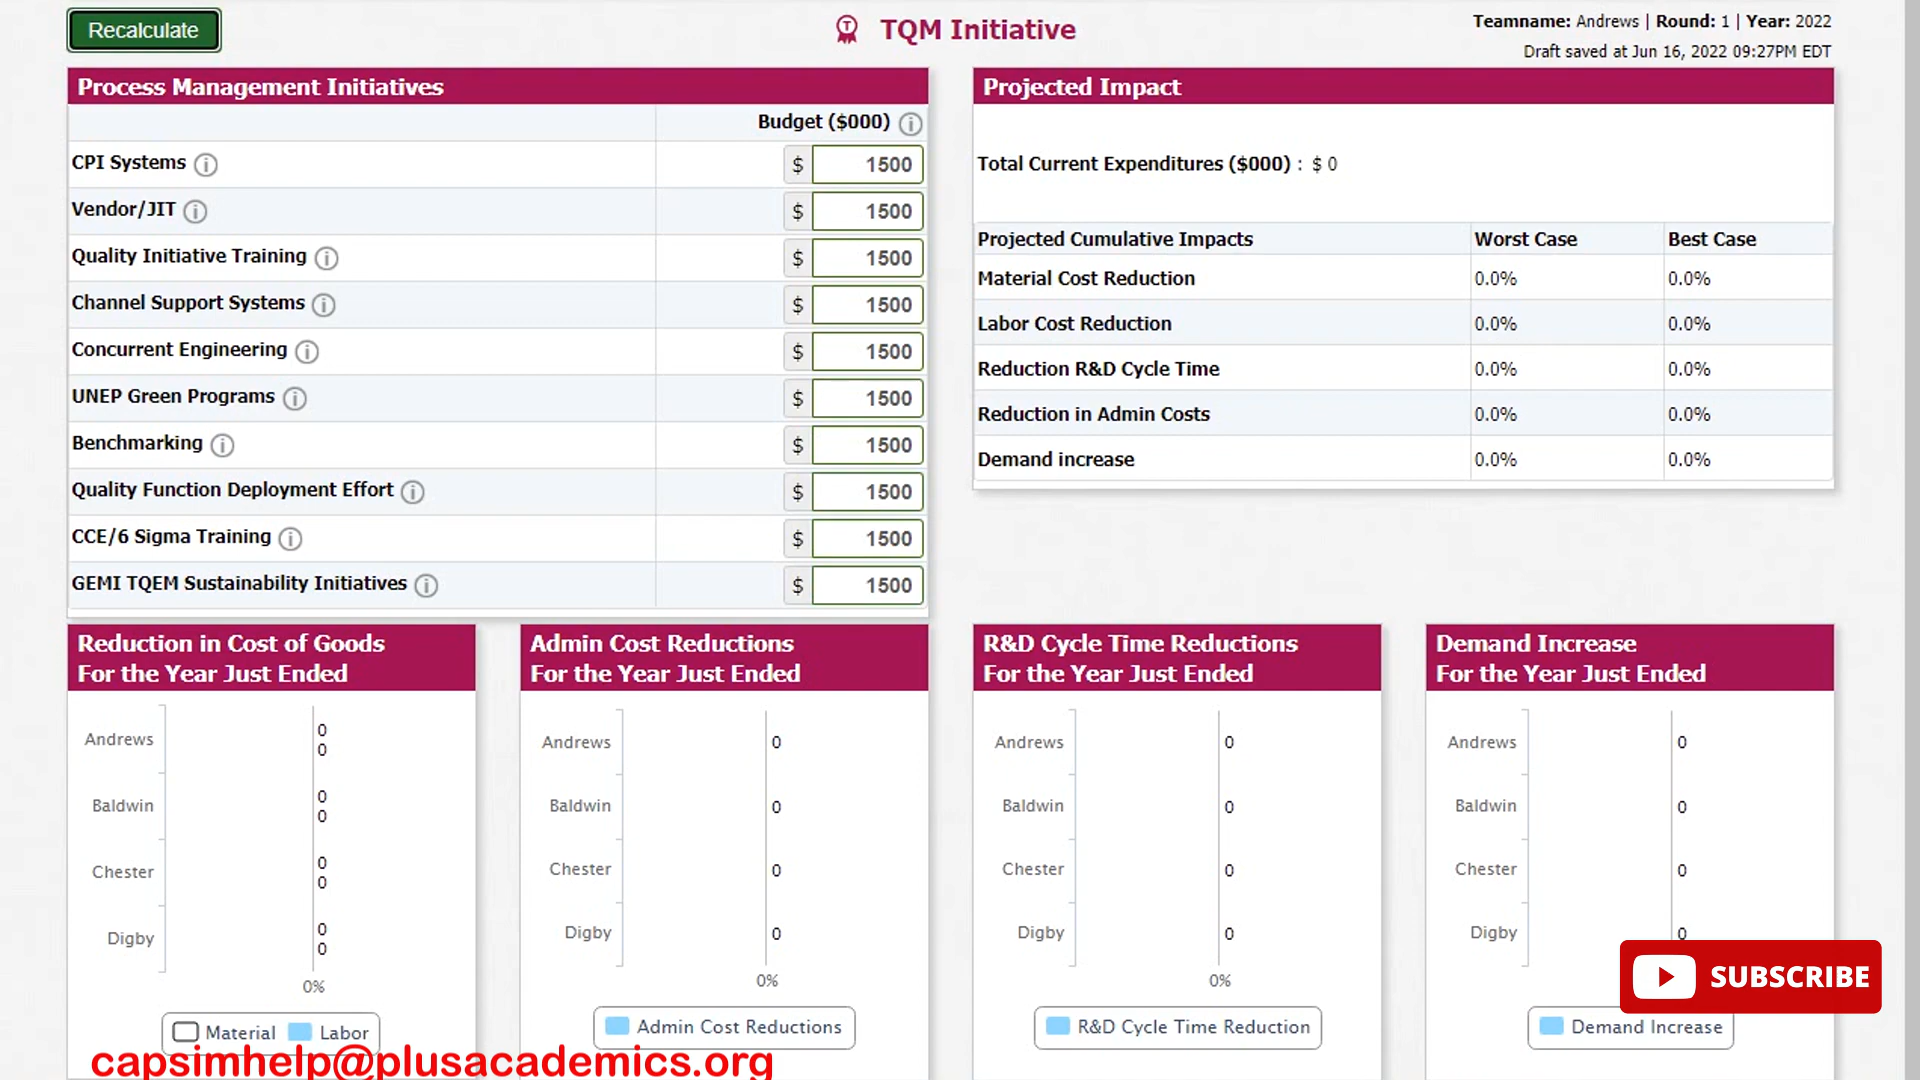 Recalculate
TQM Initiative
Teamname: Andrews | Round: 1 | Year: 2022
Draft saved at Jun 16, 2022 09:27PM EDT
Process Management Initiatives
Budget ($000)
CPI Systems $ 1500
Vendor/JIT $ 1500
Quality Initiative Training $ 1500
Channel Support Systems $ 1500
Concurrent Engineering $ 1500
UNEP Green Programs $ 1500
Benchmarking $ 1500
Quality Function Deployment Effort $ 1500
CCE/6 Sigma Training $ 1500
GEMI TQEM Sustainability Initiatives $ 1500
Projected Impact
Total Current Expenditures ($000) : $ 0
Projected Cumulative Impacts Worst Case Best Case
Material Cost Reduction 0.0% 0.0%
Labor Cost Reduction 0.0% 0.0%
Reduction R&D Cycle Time 0.0% 0.0%
Reduction in Admin Costs 0.0% 0.0%
Demand increase 0.0% 0.0%
Reduction in Cost of Goods
For the Year Just Ended
Andrews 0
0
Baldwin 0
0
Chester 0
0
Digby 0
0
0%
Material Labor
Admin Cost Reductions
For the Year Just Ended
Andrews 0
Baldwin 0
Chester 0
Digby 0
0%
Admin Cost Reductions
R&D Cycle Time Reductions
For the Year Just Ended
Andrews 0
Baldwin 0
Chester 0
Digby 0
0%
R&D Cycle Time Reduction
Demand Increase
For the Year Just Ended
Andrews 0
Baldwin 0
Chester 0
Digby 0
Demand Increase
SUBSCRIBE
capsimhelp@plusacademics.org